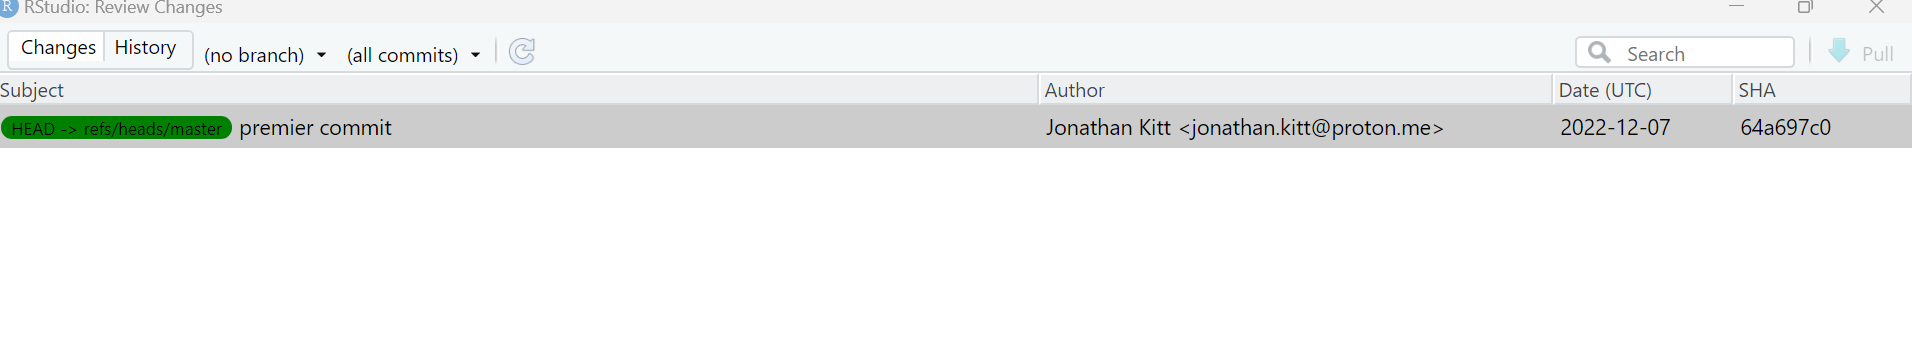 R RStudio: Review Changes
Changes History (no branch) (all commits) Search Pull
Subject Author Date (UTC) SHA
HEAD -> refs/heads/master premier commit Jonathan Kitt <jonathan.kitt@proton.me> 2022-12-07 64a697c0